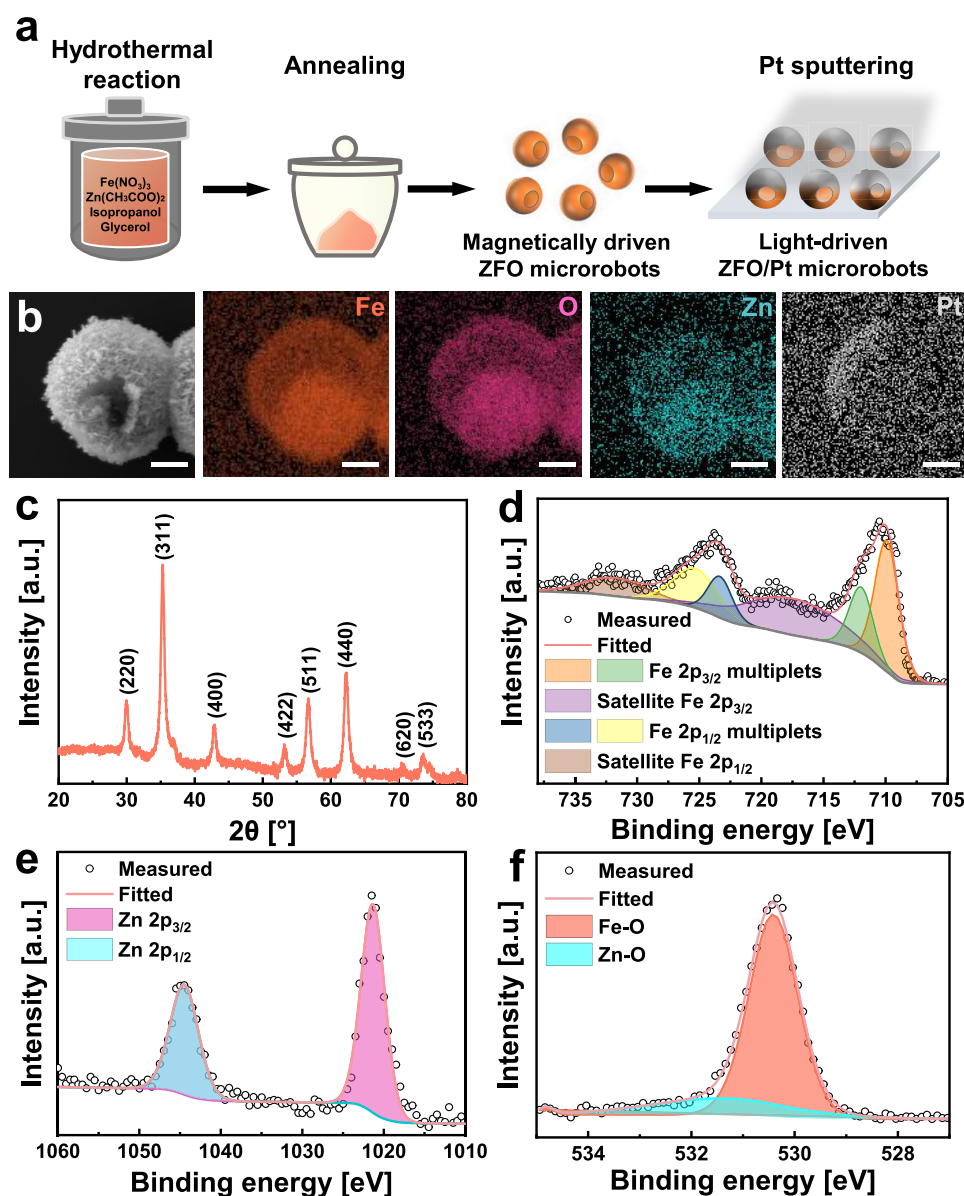 a
Hydrothermal
reaction
Annealing
Pt sputtering
Fe(NO₃)₃
Zn(CH₃COO)₂
Isopropanol
Glycerol
Magnetically driven
ZFO microrobots
Light-driven
ZFO/Pt microrobots
b
Fe
O
Zn
Pt
c
Intensity [a.u.]
(220)
(311)
(400)
(422)
(511)
(440)
(620)
(533)
20 30 40 50 60 70 80
2θ [°]
d
Intensity [a.u.]
Measured
Fitted
Fe 2p₃/₂ multiplets
Satellite Fe 2p₃/₂
Fe 2p₁/₂ multiplets
Satellite Fe 2p₁/₂
735 730 725 720 715 710 705
Binding energy [eV]
e
Intensity [a.u.]
Measured
Fitted
Zn 2p₃/₂
Zn 2p₁/₂
1060 1050 1040 1030 1020 1010
Binding energy [eV]
f
Intensity [a.u.]
Measured
Fitted
Fe-O
Zn-O
534 532 530 528
Binding energy [eV]